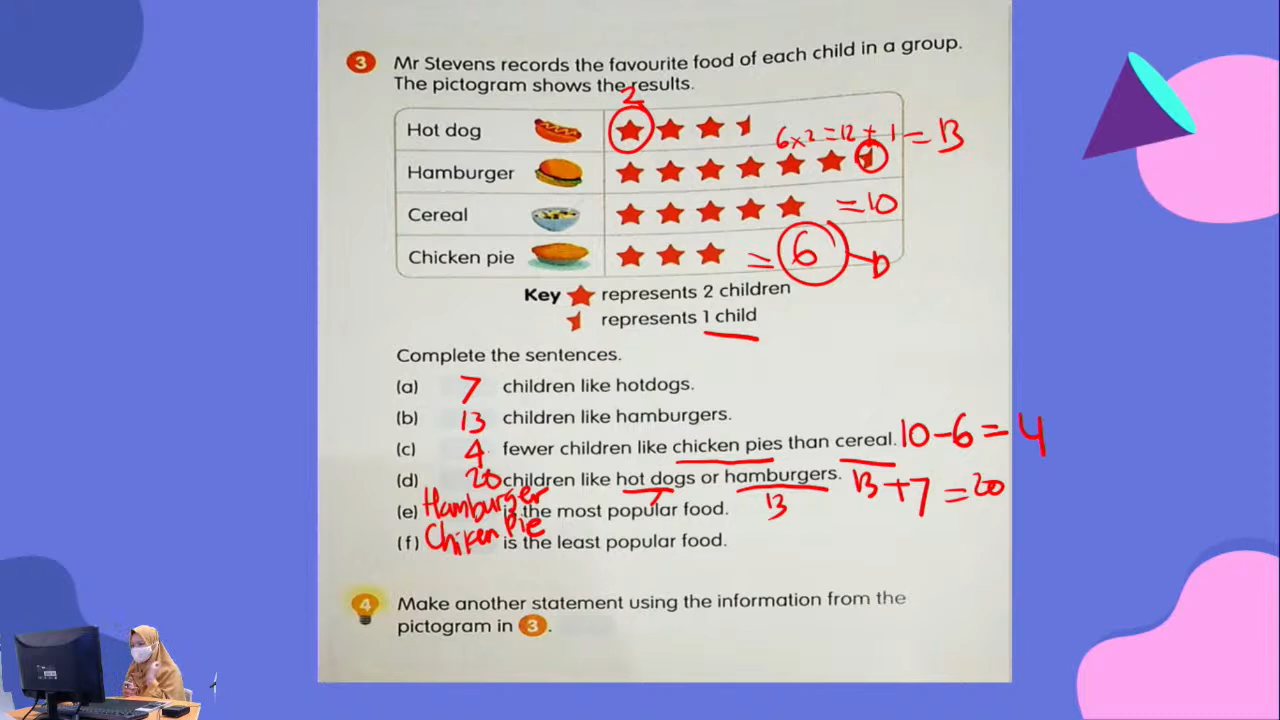 3 Mr Stevens records the favourite food of each child in a group.
The pictogram shows the results.
2
Hot dog
6x2=12+1=13
Hamburger
Cereal =10
Chicken pie =6
Key represents 2 children
represents 1 child
Complete the sentences.
(a) 7 children like hotdogs.
(b) 13 children like hamburgers.
(c) 4 fewer children like chicken pies than cereal. 10-6=4
(d) 20 children like hot dogs or hamburgers. 13+7=20
7 13
(e) Hamburger is the most popular food.
(f) Chiken Pie is the least popular food.
4 Make another statement using the information from the
pictogram in 3.